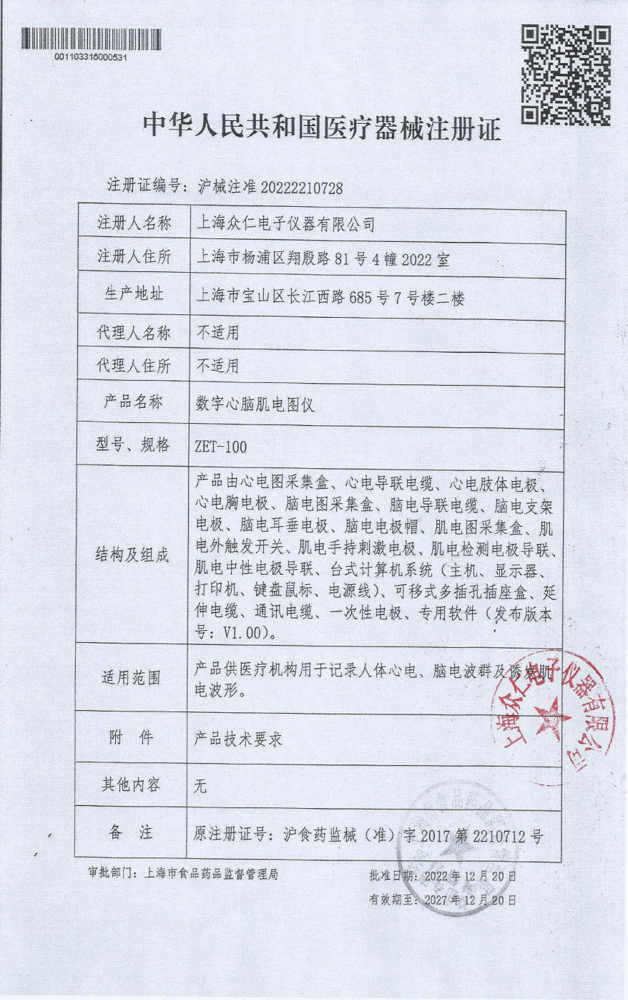 001103316000531
中华人民共和国医疗器械注册证
注册证编号：沪械注准 20222210728
注册人名称 上海众仁电子仪器有限公司
注册人住所 上海市杨浦区翔殷路 81 号 4 幢 2022 室
生产地址 上海市宝山区长江西路 685 号 7 号楼二楼
代理人名称 不适用
代理人住所 不适用
产品名称 数字心脑肌电图仪
型号、规格 ZET-100
结构及组成
产品由心电图采集盒、心电导联电缆、心电肢体电极、
心电胸电极、脑电图采集盒、脑电导联电缆、脑电支架
电极、脑电耳垂电极、脑电电极帽、肌电图采集盒、肌
电外触发开关、肌电手持刺激电极、肌电检测电极导联、
肌电中性电极导联、台式计算机系统（主机、显示器、
打印机、键盘鼠标、电源线）、可移式多插孔插座盒、延
伸电缆、通讯电缆、一次性电极、专用软件（发布版本
号：V1.00）。
适用范围
产品供医疗机构用于记录人体心电、脑电波群及诱发肌
电波形。
附 件 产品技术要求
其他内容 无
备 注 原注册证号：沪食药监械（准）字 2017 第 2210712 号
审批部门：上海市食品药品监督管理局
批准日期：2022 年 12 月 20 日
有效期至：2027 年 12 月 20 日
上海众仁电子仪器有限公司